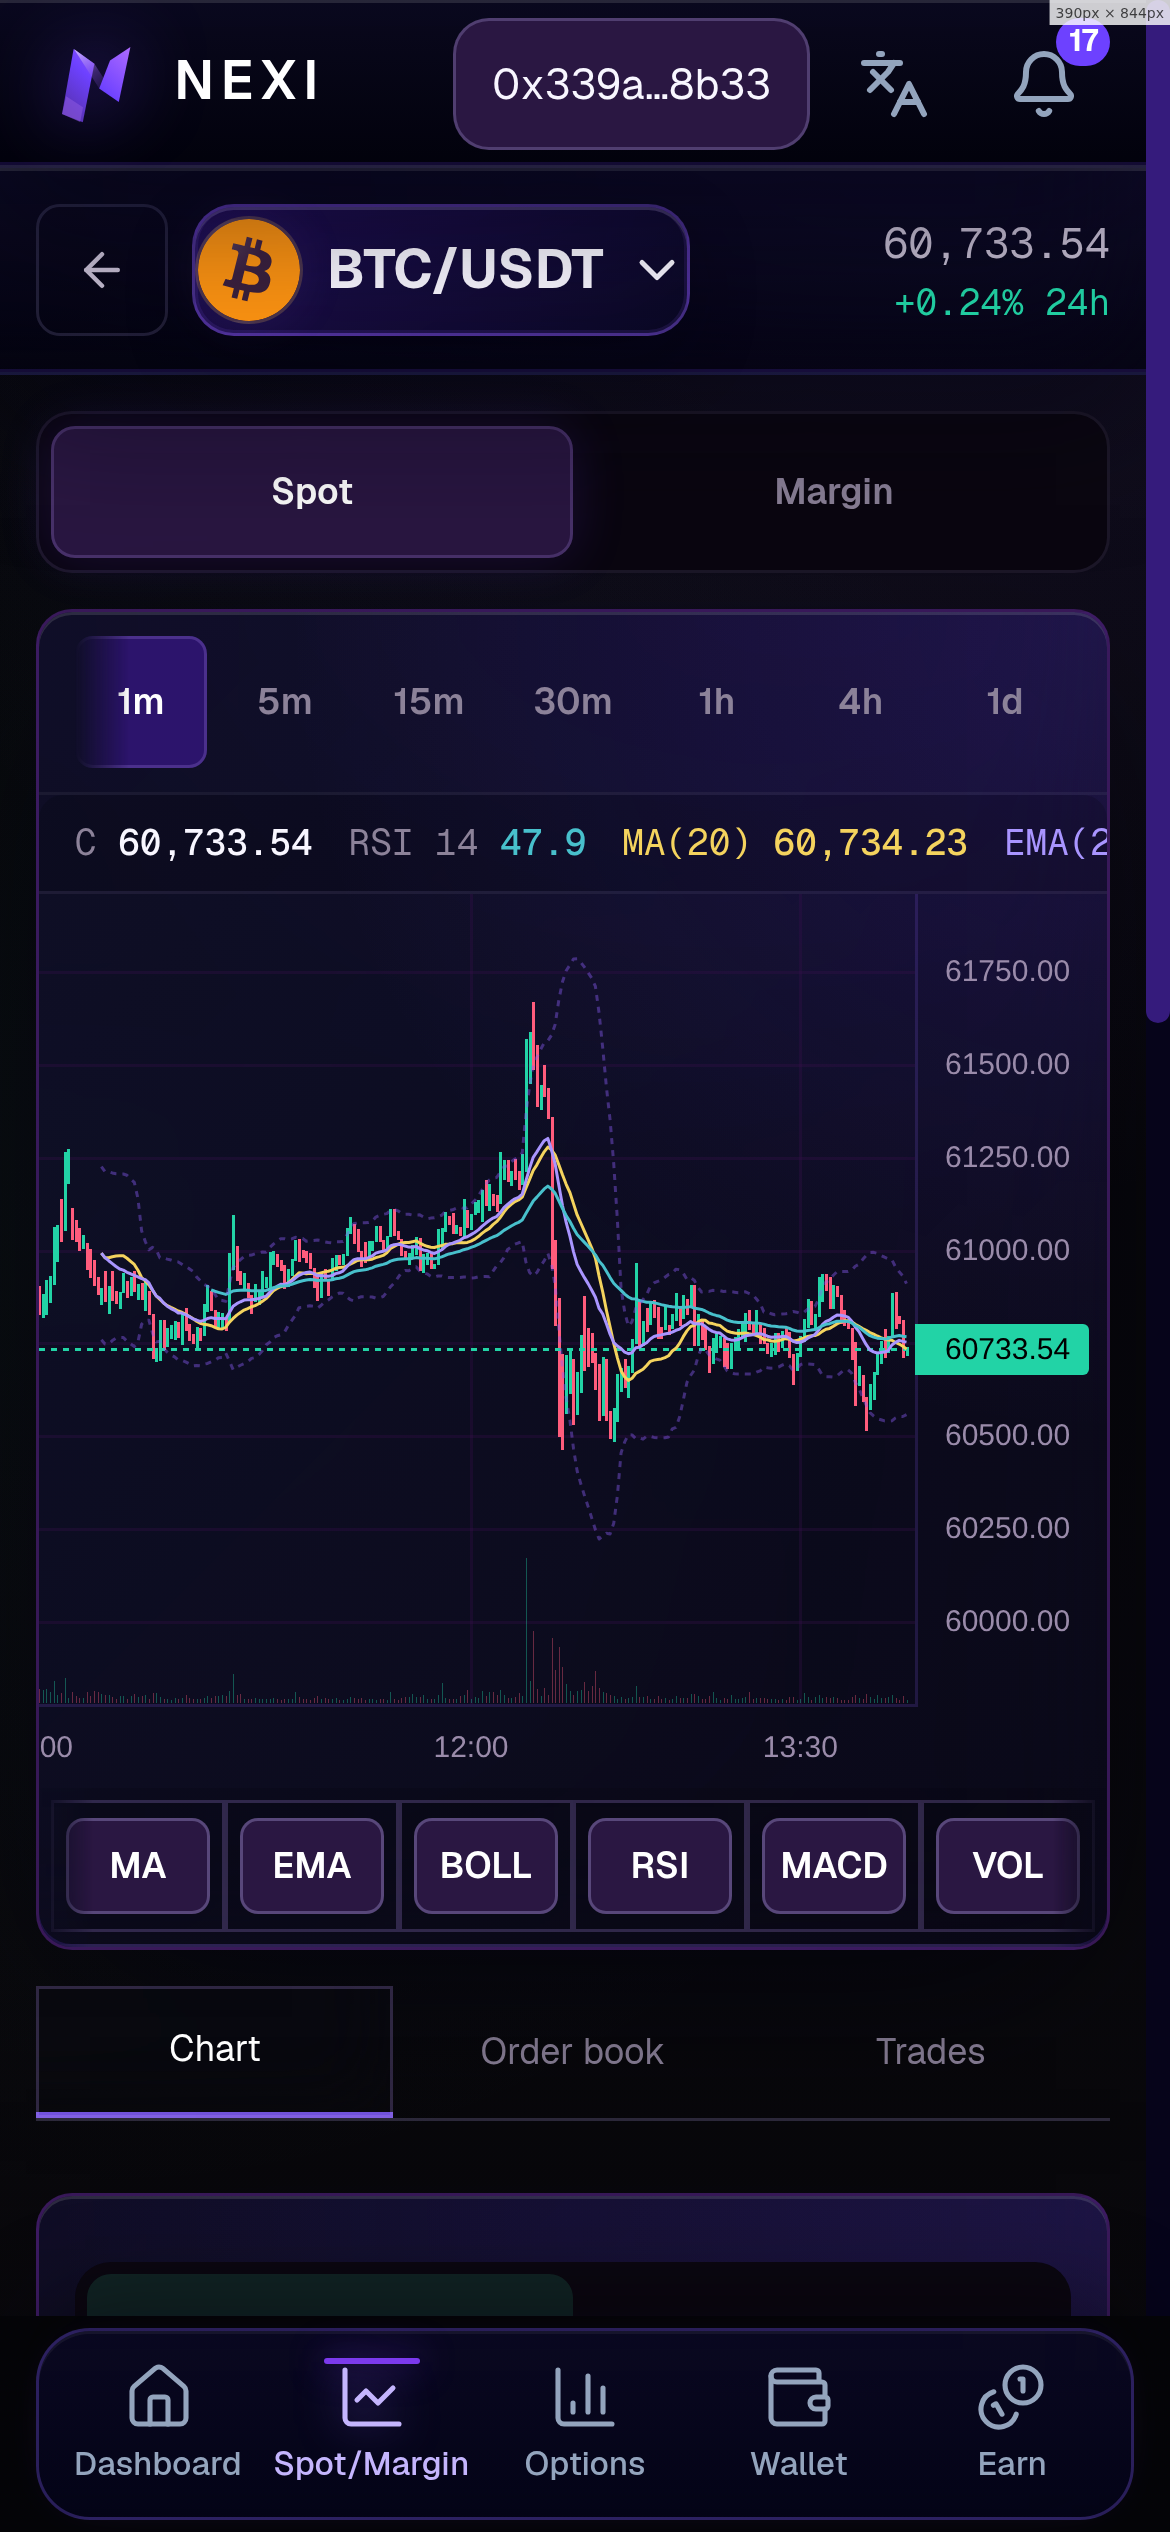 390px × 844px
NEXI
0x339a...8b33
17
BTC/USDT
60,733.54
+0.24% 24h
Spot
Margin
1m 5m 15m 30m 1h 4h 1d
C 60,733.54 RSI 14 47.9 MA(20) 60,734.23 EMA(2
61750.00
61500.00
61250.00
61000.00
60733.54
60500.00
60250.00
60000.00
00 12:00 13:30
MA EMA BOLL RSI MACD VOL
Chart Order book Trades
Dashboard Spot/Margin Options Wallet Earn